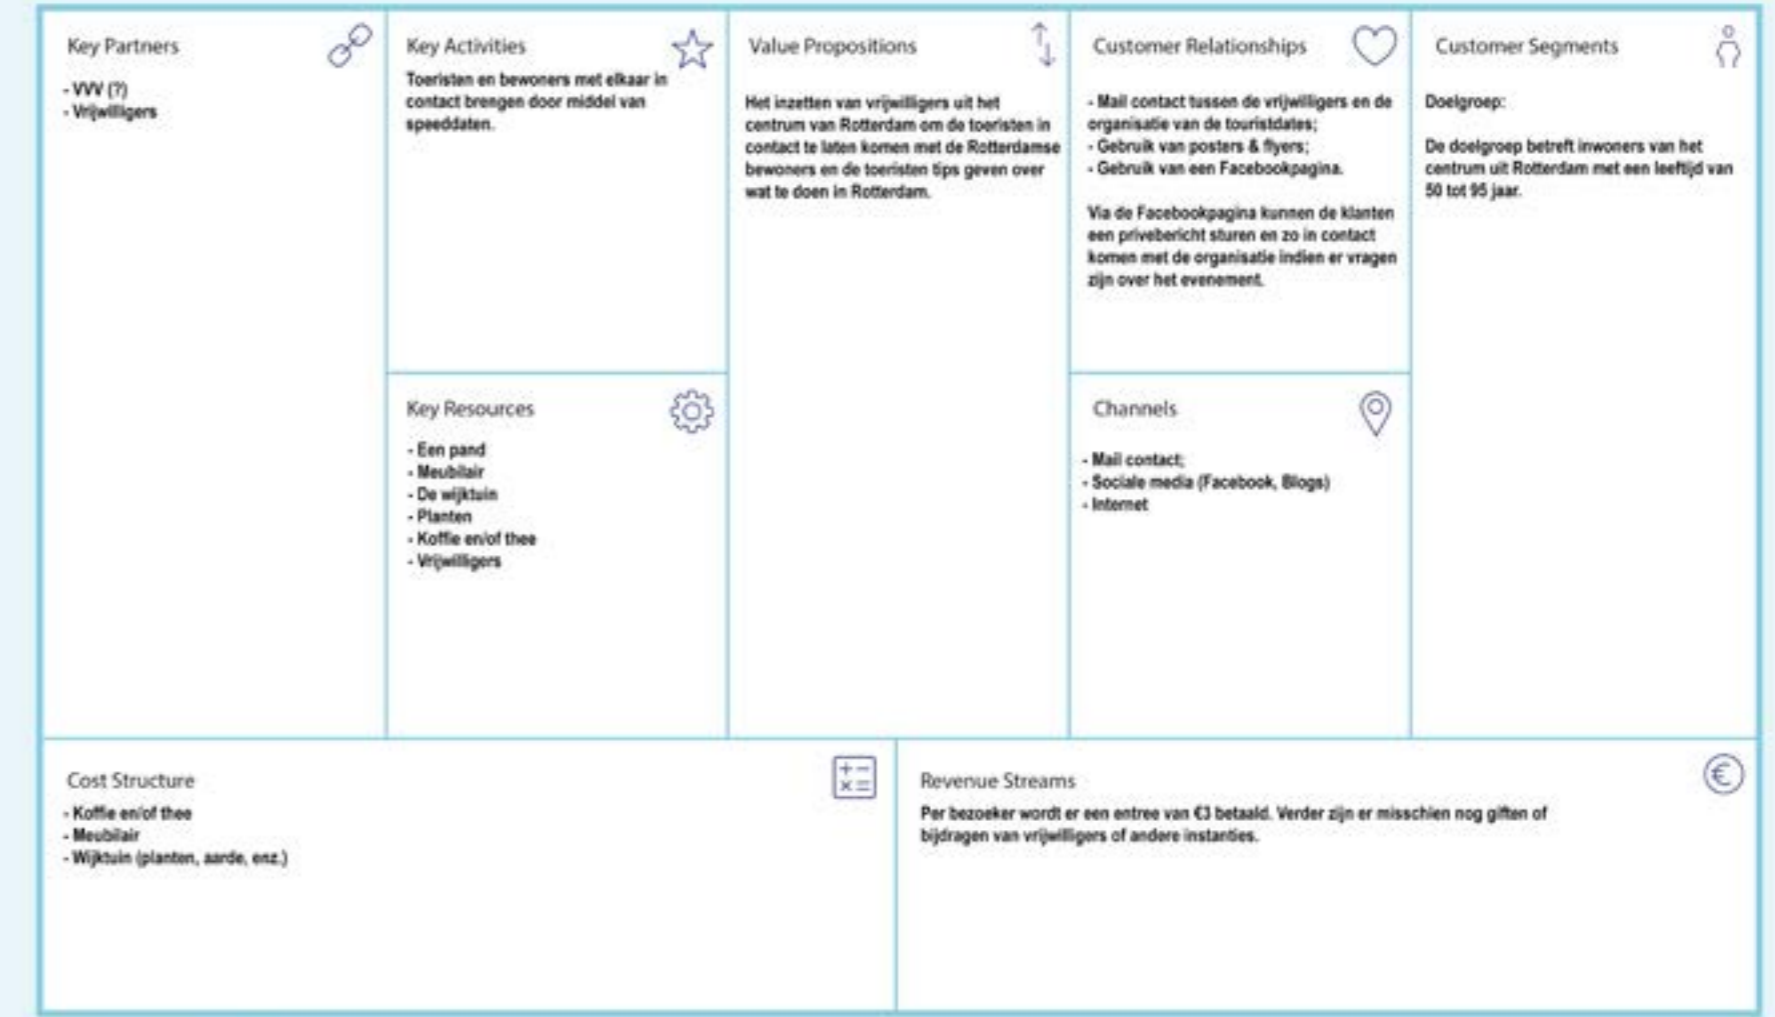 Key Partners
- VVV (?)
- Vrijwilligers
Key Activities
Toeristen en bewoners met elkaar in
contact brengen door middel van
speeddaten.
Key Resources
- Een pand
- Meubilair
- De wijktuin
- Planten
- Koffie en/of thee
- Vrijwilligers
Value Propositions
Het inzetten van vrijwilligers uit het
centrum van Rotterdam om de toeristen in
contact te laten komen met de Rotterdamse
bewoners en de toeristen tips geven over
wat te doen in Rotterdam.
Customer Relationships
- Mail contact tussen de vrijwilligers en de
organisatie van de touristdates;
- Gebruik van posters & flyers;
- Gebruik van een Facebookpagina.
Via de Facebookpagina kunnen de klanten
een privebericht sturen en zo in contact
komen met de organisatie indien er vragen
zijn over het evenement.
Channels
- Mail contact;
- Sociale media (Facebook, Blogs)
- Internet
Customer Segments
Doelgroep:
De doelgroep betreft inwoners van het
centrum uit Rotterdam met een leeftijd van
50 tot 95 jaar.
Cost Structure
- Koffie en/of thee
- Meubilair
- Wijktuin (planten, aarde, enz.)
+ -
× =
Revenue Streams
€
Per bezoeker wordt er een entree van €3 betaald. Verder zijn er misschien nog giften of
bijdragen van vrijwilligers of andere instanties.